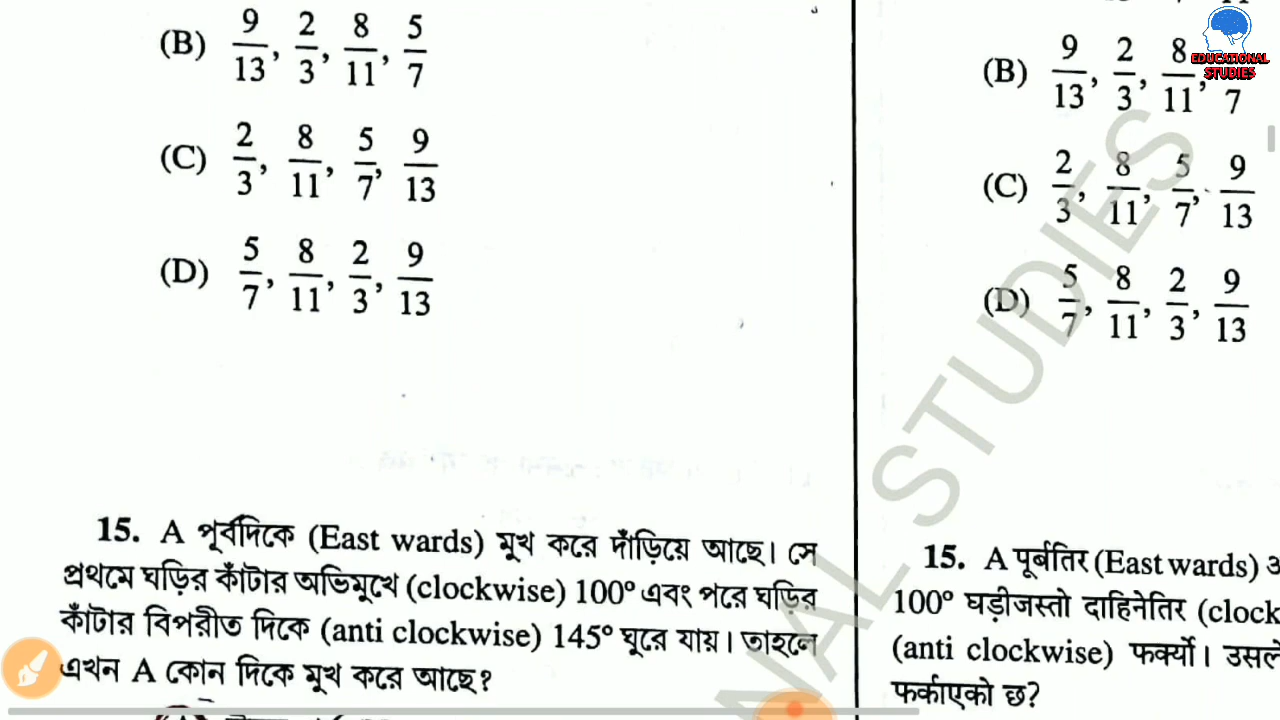 (B) 9/13, 2/3, 8/11, 5/7
(C) 2/3, 8/11, 5/7, 9/13
(D) 5/7, 8/11, 2/3, 9/13
15. A পূর্বদিকে (East wards) মুখ করে দাঁড়িয়ে আছে। সে
প্রথমে ঘড়ির কাঁটার অভিমুখে (clockwise) 100° এবং পরে ঘড়ির
কাঁটার বিপরীত দিকে (anti clockwise) 145° ঘুরে যায়। তাহলে
এখন A কোন দিকে মুখ করে আছে?
(A)
(B) 9/13, 2/3, 8/11, /7
(C) 2/3, 8/11, 5/7, 9/13
(D) 5/7, 8/11, 2/3, 9/13
15. A पूर्बतिर (East wards)
100° घड़ीजस्तो दाहिनेतिर (clock
(anti clockwise) फर्क्यो। उसले
फर्काएको छ?
EDUCATIONAL
STUDIES
NAL STUDIES